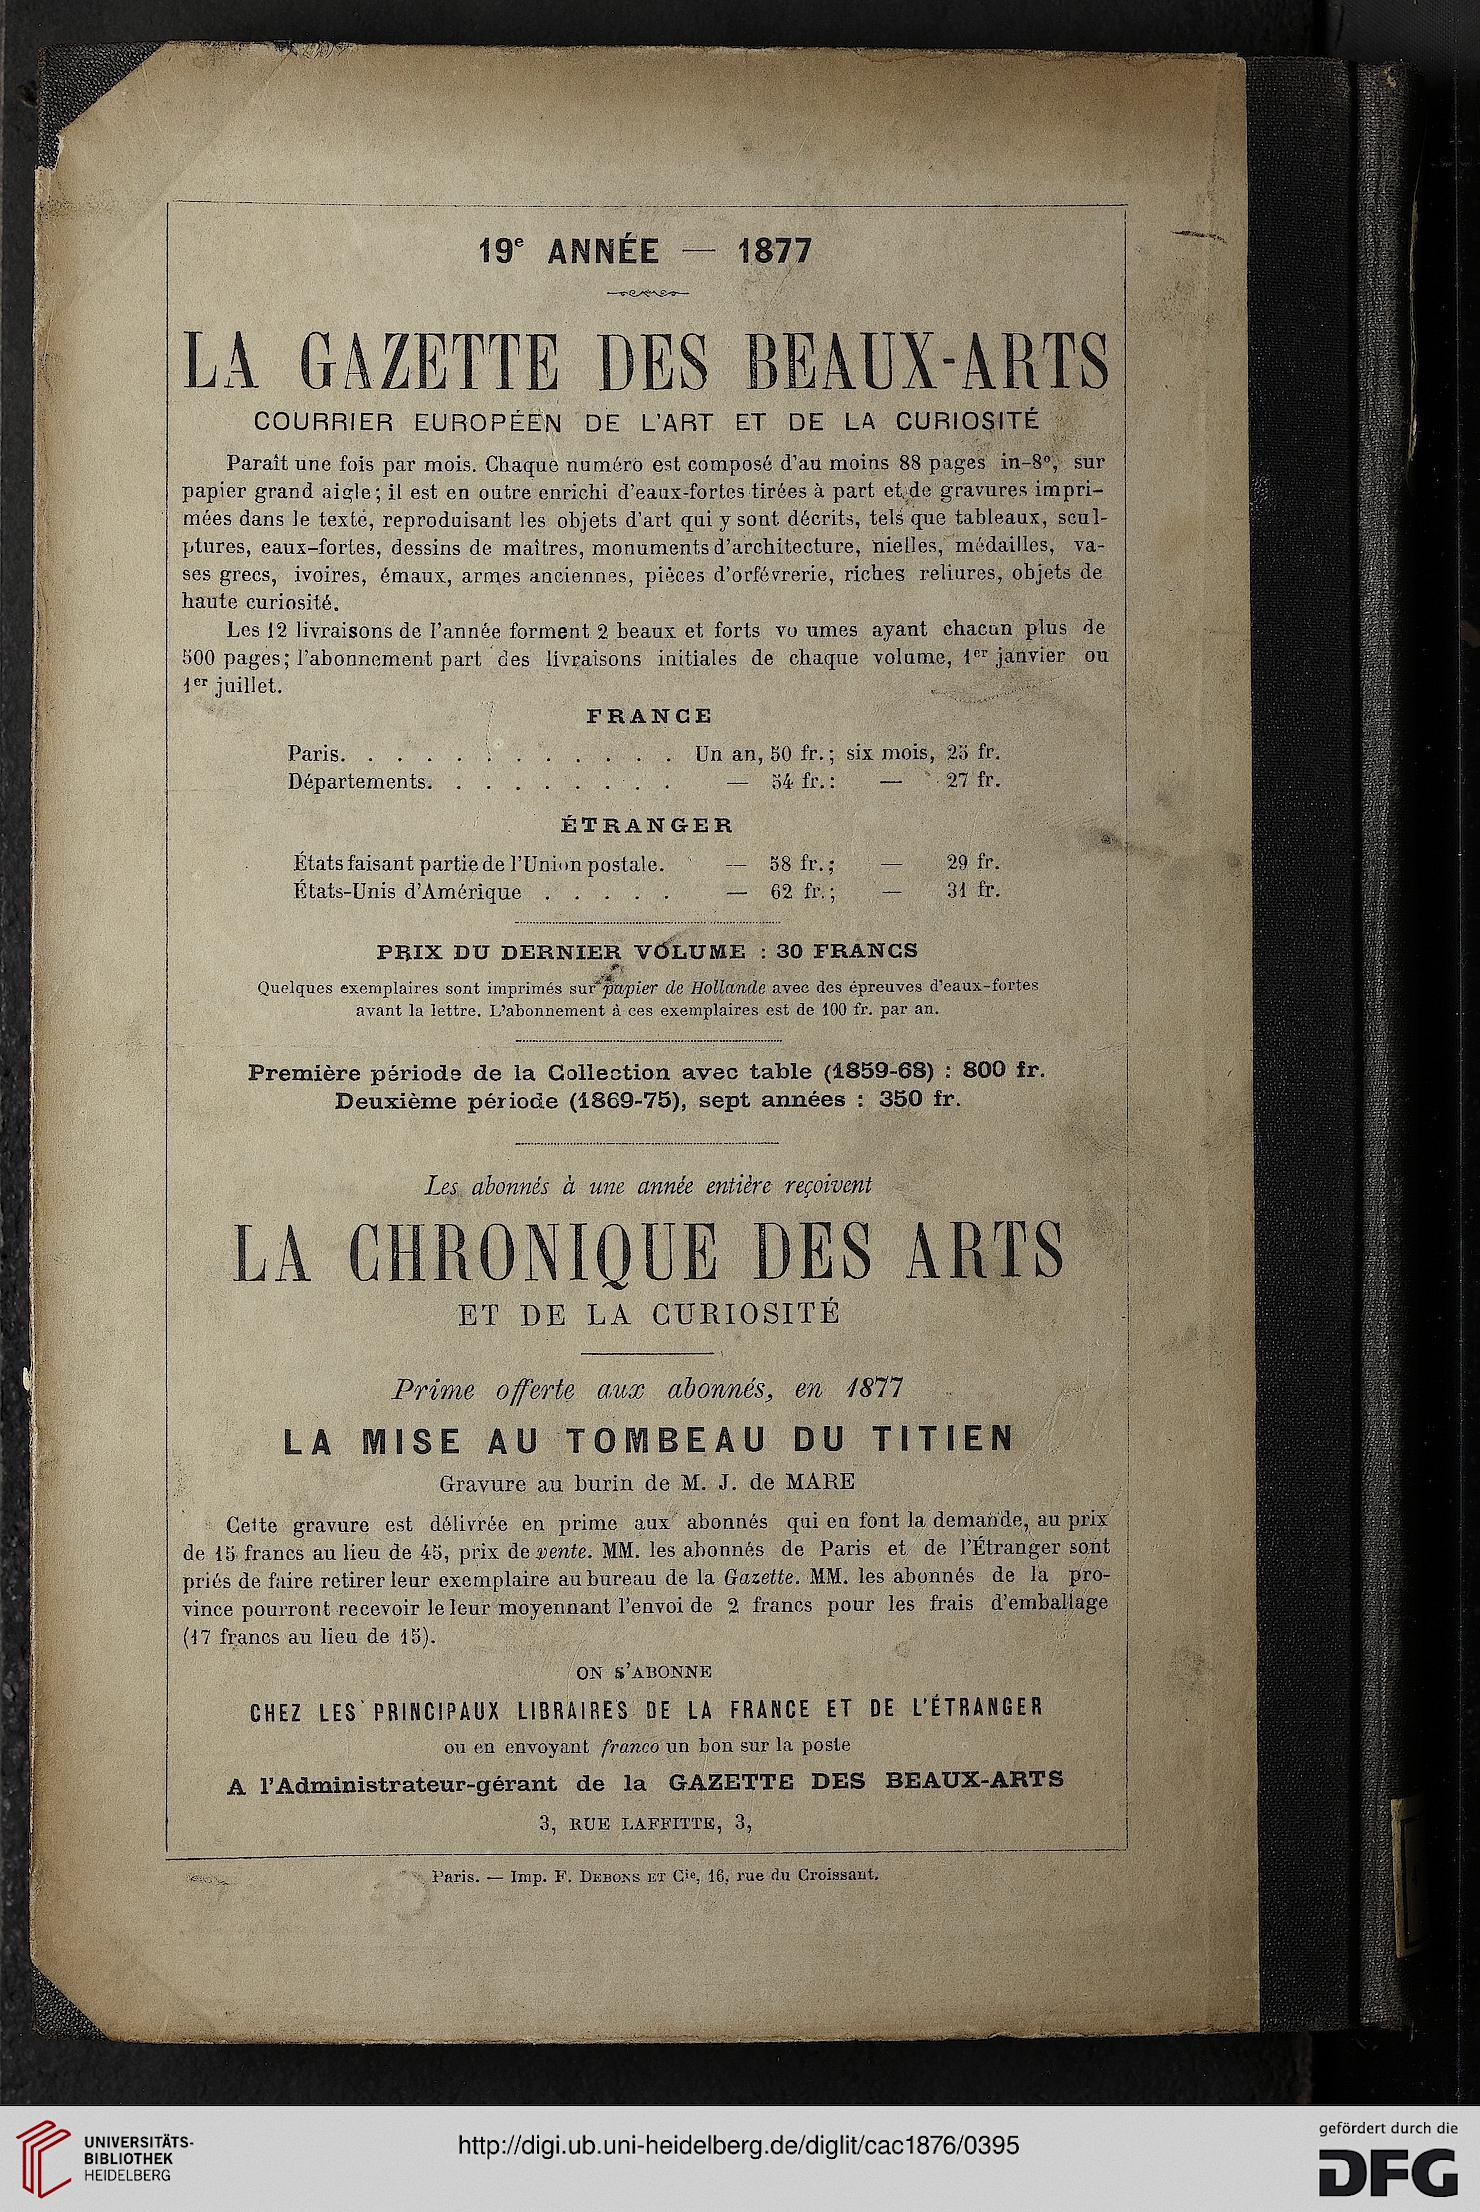 19e ANNÉE — 1877
LA GAZETTE DES BEAUX-ARTS
COURRIER EUROPÉEN DE L'ART ET DE LA CURIOSITÉ
Paraît une fois par mois. Chaque numéro est composé d'au moins 88 pages in-8°, sur
papier grand aigle; il est en outre enrichi d'eaux-fortes tirées à part et de gravures impri-
mées dans le texte, reproduisant les objets d'art qui y sont décrits, tels que tableaux, scul-
ptures, eaux-fortes, dessins de maîtres, monuments d'architecture, nielles, médailles, va-
ses grecs, ivoires, émaux, armes anciennes, pièces d'orfévrerie, riches reliures, objets de
haute curiosité.
Les 12 livraisons de l'année forment 2 beaux et forts vo umes ayant chacun plus de
500 pages; l'abonnement part des livraisons initiales de chaque volume, 1er janvier ou
1er juillet.
FRANCE
Paris. . . . . . . . . . . . Un an, 50 fr.; six mois, 25 fr.
Départements. . . . . . . . . — 54 fr.: — 27 fr.
ÉTRANGER
États faisant partie de l'Union postale. — 58 fr.; — 29 fr.
États-Unis d'Amérique . . . . . — 62 fr.; — 31 fr.
PRIX DU DERNIER VOLUME : 30 FRANCS
Quelques exemplaires sont imprimés sur papier de Hollande avec des épreuves d'eaux-fortes
avant la lettre. L'abonnement à ces exemplaires est de 100 fr. par an.
Première période de la Collection avec table (1859-68) : 800 fr.
Deuxième période (1869-75), sept années : 350 fr.
Les abonnés à une année entière reçoivent
LA CHRONIQUE DES ARTS
ET DE LA CURIOSITÉ
Prime offerte aux abonnés, en 1877
LA MISE AU TOMBEAU DU TITIEN
Gravure au burin de M. J. de MARE
Cette gravure est délivrée en prime aux abonnés qui en font la demande, au prix
de 15 francs au lieu de 45, prix de vente. MM. les abonnés de Paris et de l'Étranger sont
priés de faire retirer leur exemplaire au bureau de la Gazette. MM. les abonnés de la pro-
vince pourront recevoir le leur moyennant l'envoi de 2 francs pour les frais d'emballage
(17 francs au lieu de 15).
ON S'ABONNE
CHEZ LES PRINCIPAUX LIBRAIRES DE LA FRANCE ET DE L'ÉTRANGER
ou en envoyant franco un bon sur la poste
A l'Administrateur-gérant de la GAZETTE DES BEAUX-ARTS
3, RUE LAFFITTE, 3,
Paris. — Imp. F. DEBONS ET Cie, 16, rue du Croissant.
UNIVERSITÄTS-
BIBLIOTHEK
HEIDELBERG
http://digi.ub.uni-heidelberg.de/diglit/cac1876/0395
gefördert durch die
DFG